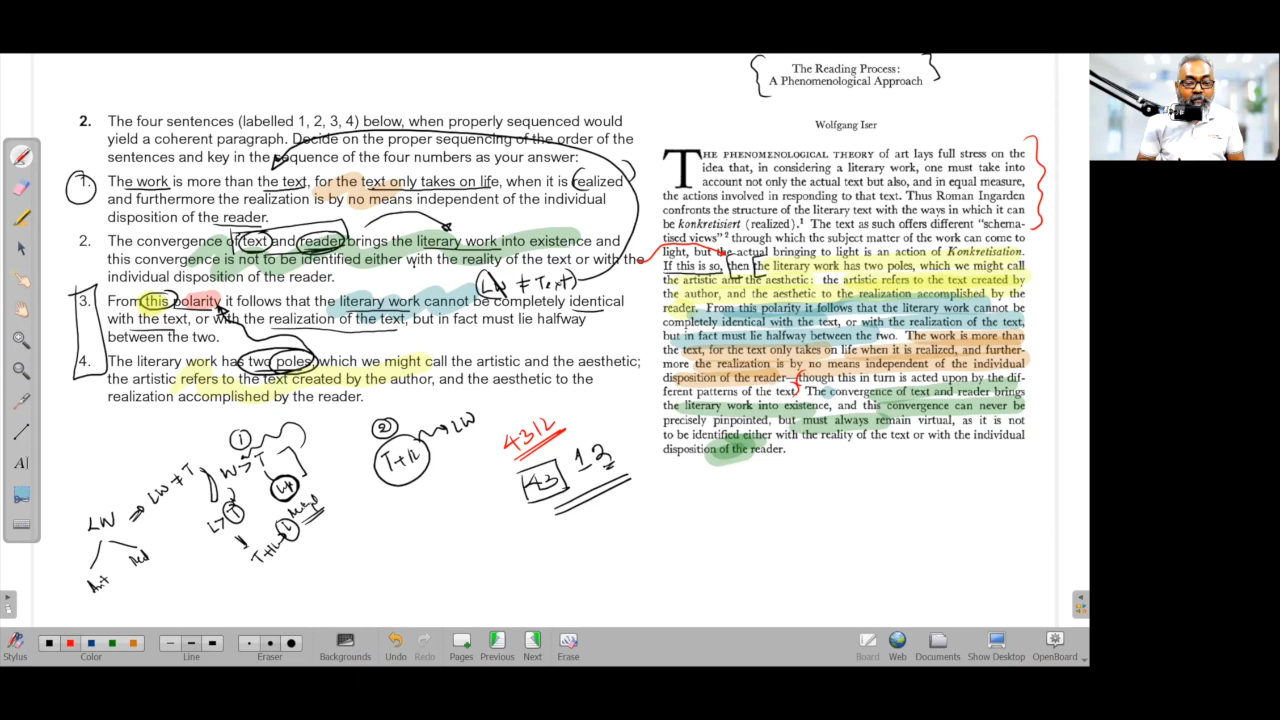 2. The four sentences (labelled 1, 2, 3, 4) below, when properly sequenced would
yield a coherent paragraph. Decide on the proper sequencing of the order of the
sentences and key in the sequence of the four numbers as your answer:
1. The work is more than the text, for the text only takes on life, when it is realized
and furthermore the realization is by no means independent of the individual
disposition of the reader.
2. The convergence of text and reader brings the literary work into existence and
this convergence is not to be identified either with the reality of the text or with the
individual disposition of the reader.
(LW ≠ Text)
3. From this polarity it follows that the literary work cannot be completely identical
with the text, or with the realization of the text, but in fact must lie halfway
between the two.
4. The literary work has two poles, which we might call the artistic and the aesthetic;
the artistic refers to the text created by the author, and the aesthetic to the
realization accomplished by the reader.
1
W > T
LW ⇒ LW ≠ T
2
T+R → LW
4312
43 12
The Reading Process:
A Phenomenological Approach
Wolfgang Iser
THE PHENOMENOLOGICAL THEORY of art lays full stress on the
idea that, in considering a literary work, one must take into
account not only the actual text but also, and in equal measure,
the actions involved in responding to that text. Thus Roman Ingarden
confronts the structure of the literary text with the ways in which it can
be konkretisiert (realized).1 The text as such offers different "schema-
tised views"2 through which the subject matter of the work can come to
light, but the actual bringing to light is an action of Konkretisation.
If this is so, then the literary work has two poles, which we might call
the artistic and the aesthetic: the artistic refers to the text created by
the author, and the aesthetic to the realization accomplished by the
reader. From this polarity it follows that the literary work cannot be
completely identical with the text, or with the realization of the text,
but in fact must lie halfway between the two. The work is more than
the text, for the text only takes on life when it is realized, and further-
more the realization is by no means independent of the individual
disposition of the reader—though this in turn is acted upon by the dif-
ferent patterns of the text. The convergence of text and reader brings
the literary work into existence, and this convergence can never be
precisely pinpointed, but must always remain virtual, as it is not
to be identified either with the reality of the text or with the individual
disposition of the reader.
Stylus Color Line Eraser Backgrounds Undo Redo Pages Previous Next Erase Board Web Documents Show Desktop OpenBoard